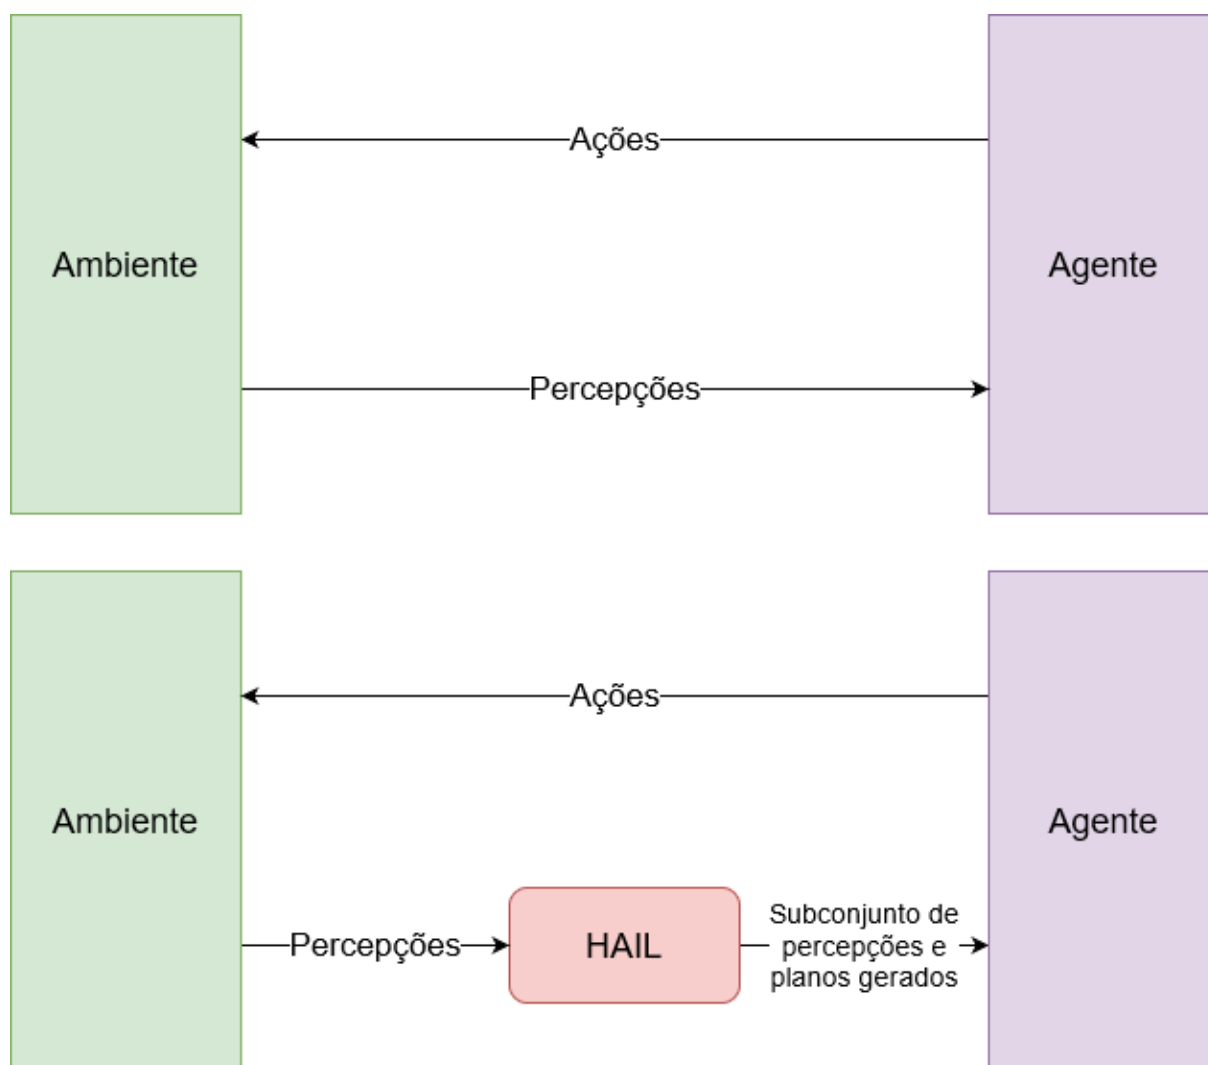 Ações
Ambiente
Agente
Percepções
Ações
Ambiente
Agente
Percepções
HAIL
Subconjunto de
percepções e
planos gerados